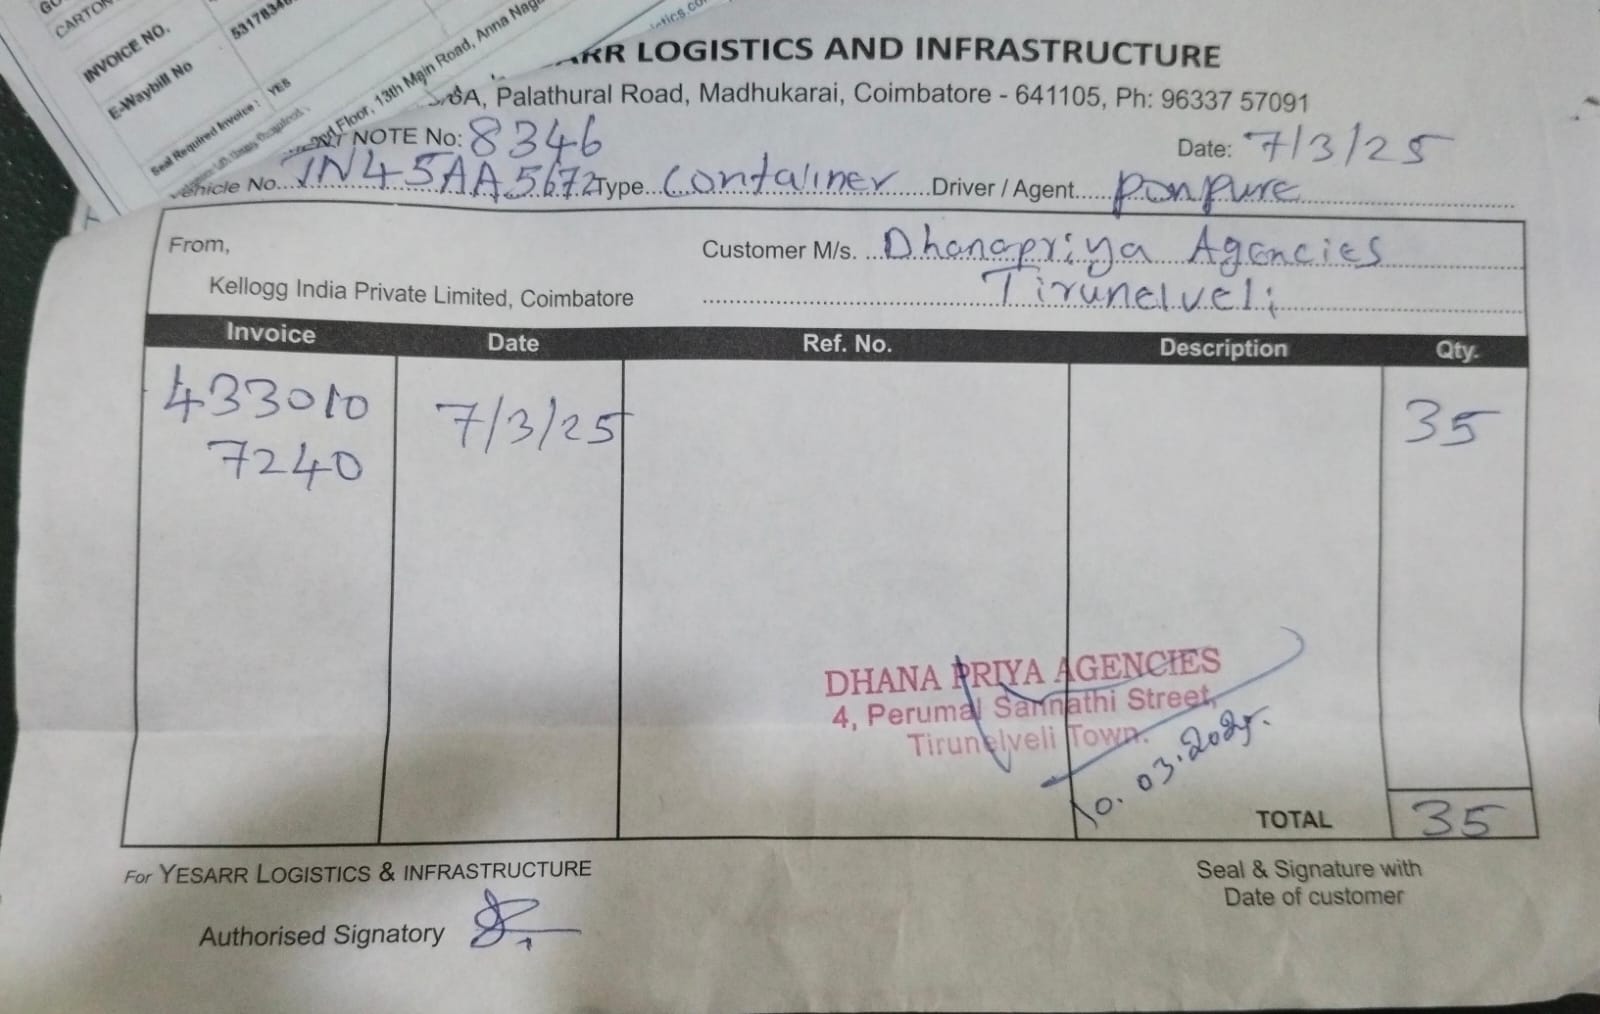 CARTON
INVOICE NO.
E-Waybill No
Seal Required Invoice : YES
2nd Floor, 13th Main Road, Anna Nag
RR LOGISTICS AND INFRASTRUCTURE
Palathural Road, Madhukarai, Coimbatore - 641105, Ph: 96337 57091
NOTE No: 8346
Date: 7/3/25
Vehicle No. TN45AA5672 Type Container Driver / Agent ponpure
From,
Customer M/s. Dhanapriya Agencies
Kellogg India Private Limited, Coimbatore
Tirunelveli
Invoice Date Ref. No. Description Qty.
433010 7/3/25 35
7240
DHANA PRIYA AGENCIES
4, Perumal Sannathi Street,
Tirunelveli Town.
10.03.2025.
TOTAL 35
For YESARR LOGISTICS & INFRASTRUCTURE
Seal & Signature with
Date of customer
Authorised Signatory